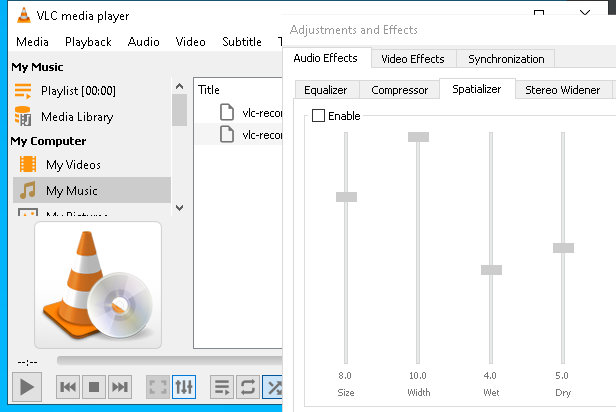 VLC media player
Media Playback Audio Video Subtitle
My Music
Playlist [00:00]
Media Library
My Computer
My Videos
My Music
My Pictures
Title
vlc-recor
vlc-recor
--:--
Adjustments and Effects
Audio Effects Video Effects Synchronization
Equalizer Compressor Spatializer Stereo Widener
Enable
8.0 10.0 4.0 5.0
Size Width Wet Dry